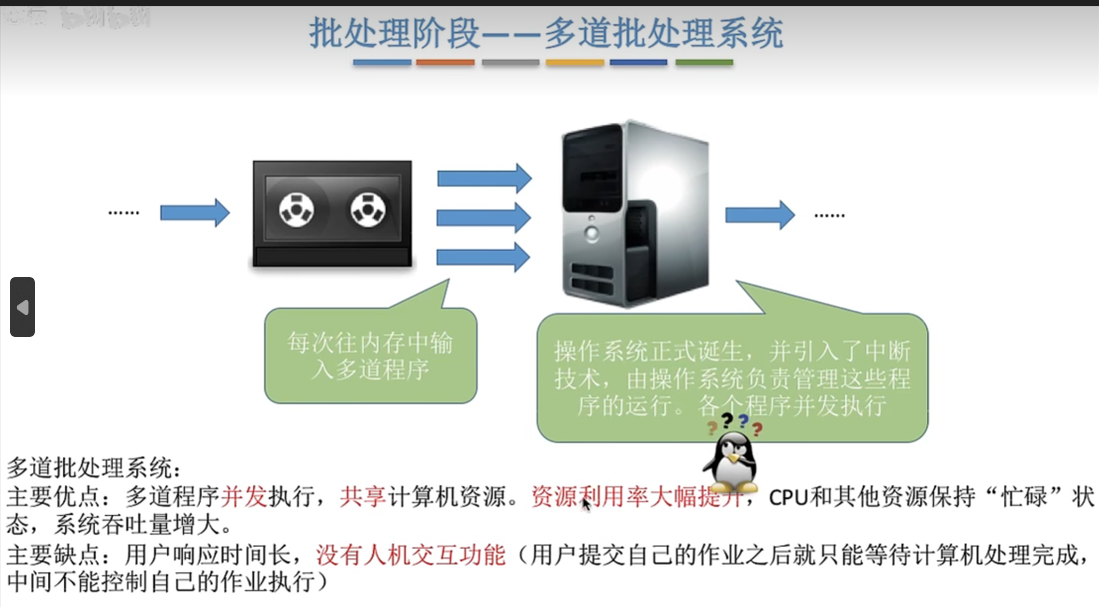 批处理阶段——多道批处理系统
……
……
每次往内存中输
入多道程序
操作系统正式诞生，并引入了中断
技术，由操作系统负责管理这些程
序的运行。各个程序并发执行
? ? ? ?
多道批处理系统：
主要优点：多道程序并发执行，共享计算机资源。资源利用率大幅提升，CPU和其他资源保持“忙碌”状
态，系统吞吐量增大。
主要缺点：用户响应时间长，没有人机交互功能（用户提交自己的作业之后就只能等待计算机处理完成，
中间不能控制自己的作业执行）